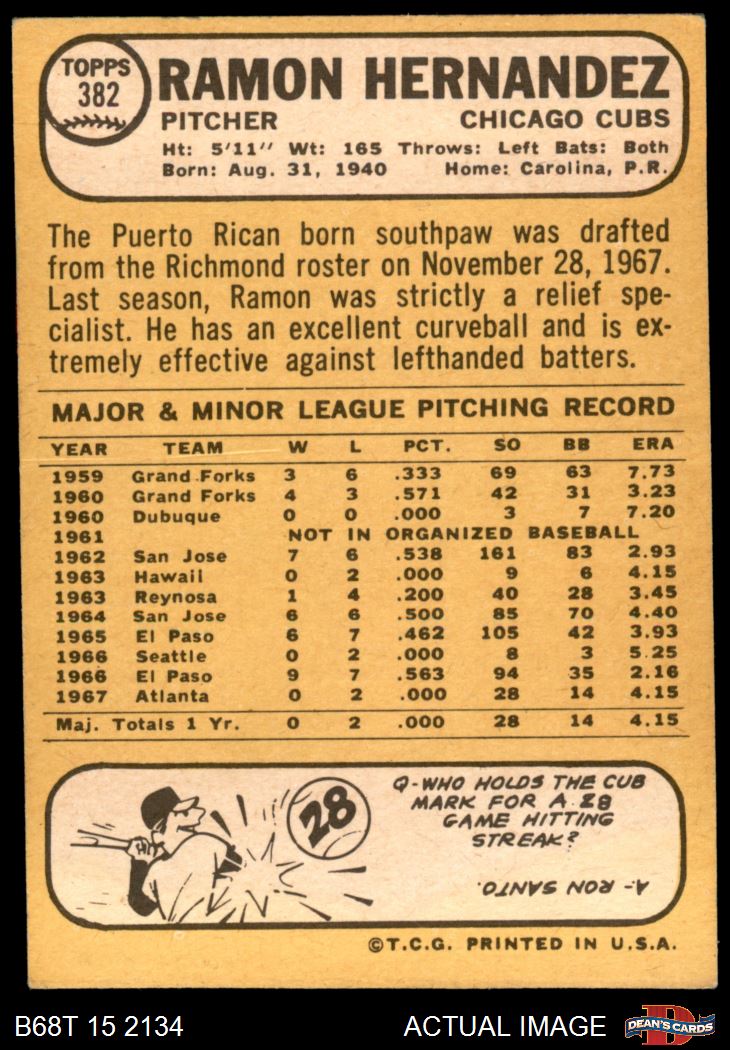 TOPPS
382
RAMON HERNANDEZ
PITCHER CHICAGO CUBS
Ht: 5'11" Wt: 165 Throws: Left Bats: Both
Born: Aug. 31, 1940 Home: Carolina, P.R.
The Puerto Rican born southpaw was drafted
from the Richmond roster on November 28, 1967.
Last season, Ramon was strictly a relief spe-
cialist. He has an excellent curveball and is ex-
tremely effective against lefthanded batters.
MAJOR & MINOR LEAGUE PITCHING RECORD
YEAR TEAM W L PCT. SO BB ERA
1959 Grand Forks 3 6 .333 69 63 7.73
1960 Grand Forks 4 3 .571 42 31 3.23
1960 Dubuque 0 0 .000 3 7 7.20
1961 NOT IN ORGANIZED BASEBALL
1962 San Jose 7 6 .538 161 83 2.93
1963 Hawaii 0 2 .000 9 6 4.15
1963 Reynosa 1 4 .200 40 28 3.45
1964 San Jose 6 6 .500 85 70 4.40
1965 El Paso 6 7 .462 105 42 3.93
1966 Seattle 0 2 .000 8 3 5.25
1966 El Paso 9 7 .563 94 35 2.16
1967 Atlanta 0 2 .000 28 14 4.15
Maj. Totals 1 Yr. 0 2 .000 28 14 4.15
28
Q-WHO HOLDS THE CUB
MARK FOR A 28
GAME HITTING
STREAK?
A- RON SANTO.
©T.C.G. PRINTED IN U.S.A.
B68T 15 2134 ACTUAL IMAGE
D
DEAN'S CARDS